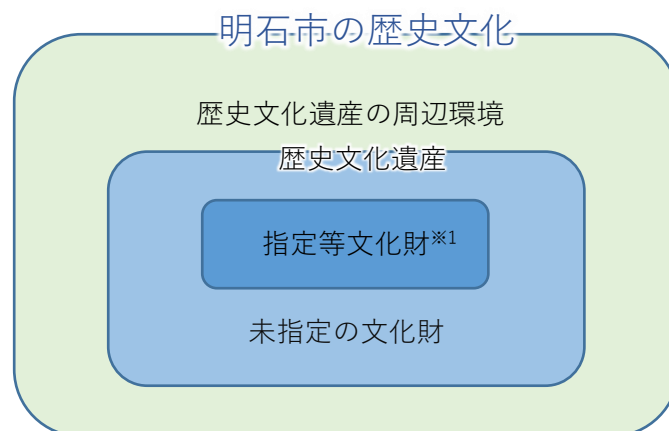 明石市の歴史文化
歴史文化遺産の周辺環境
歴史文化遺産
指定等文化財※1
未指定の文化財